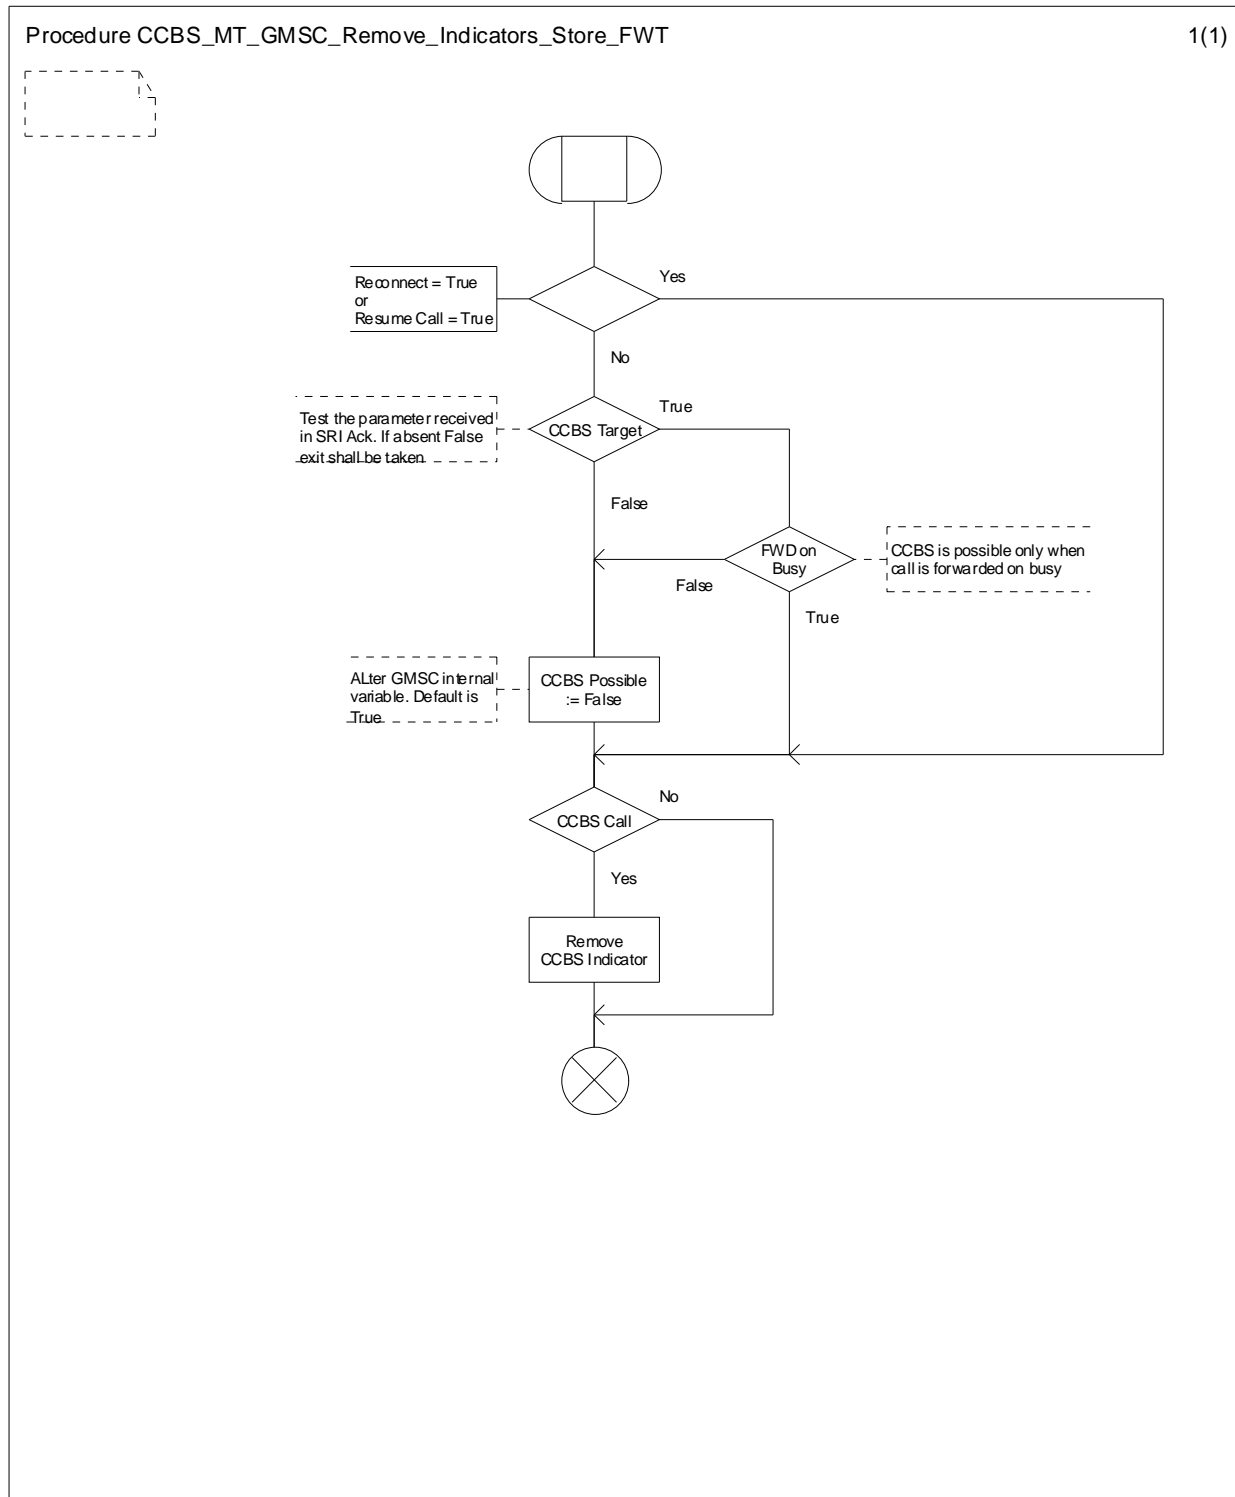 Procedure CCBS_MT_GMSC_Remove_Indicators_Store_FWT
1(1)
Yes
Reconnect = True
or
Resume Call = True
No
True
Test the parameter received
in SRI Ack. If absent False
exit shall be taken
CCBS Target
False
FWD on
Busy
CCBS is possible only when
call is forwarded on busy
False
True
ALter GMSC internal
variable. Default is
True
CCBS Possible
:= False
No
CCBS Call
Yes
Remove
CCBS Indicator